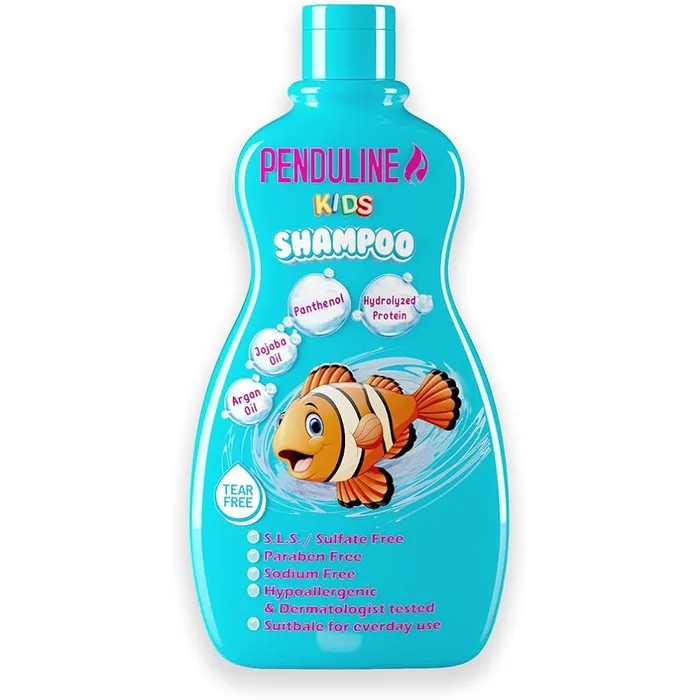 PENDULINE
KIDS
SHAMPOO
Panthenol
Hydrolyzed
Protein
Jojoba
Oil
Argan
Oil
TEAR
FREE
S.L.S. / Sulfate Free
Paraben Free
Sodium Free
Hypoallergenic
& Dermatologist tested
Suitbale for everday use